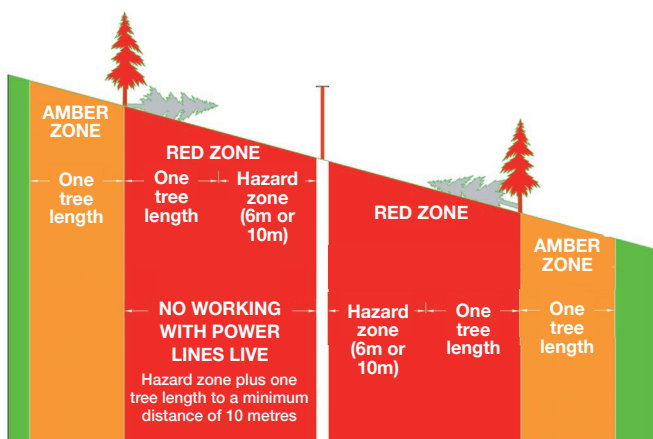 AMBER
ZONE
RED ZONE
One
tree
length
One
tree
length
Hazard
zone
(6m or
10m)
RED ZONE
AMBER
ZONE
NO WORKING
WITH POWER
LINES LIVE
Hazard zone plus one
tree length to a minimum
distance of 10 metres
Hazard
zone
(6m or
10m)
One
tree
length
One
tree
length